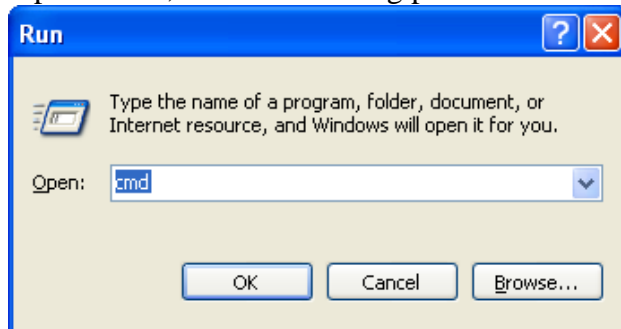 Run
Type the name of a program, folder, document, or
Internet resource, and Windows will open it for you.
Open: cmd
OK Cancel Browse...